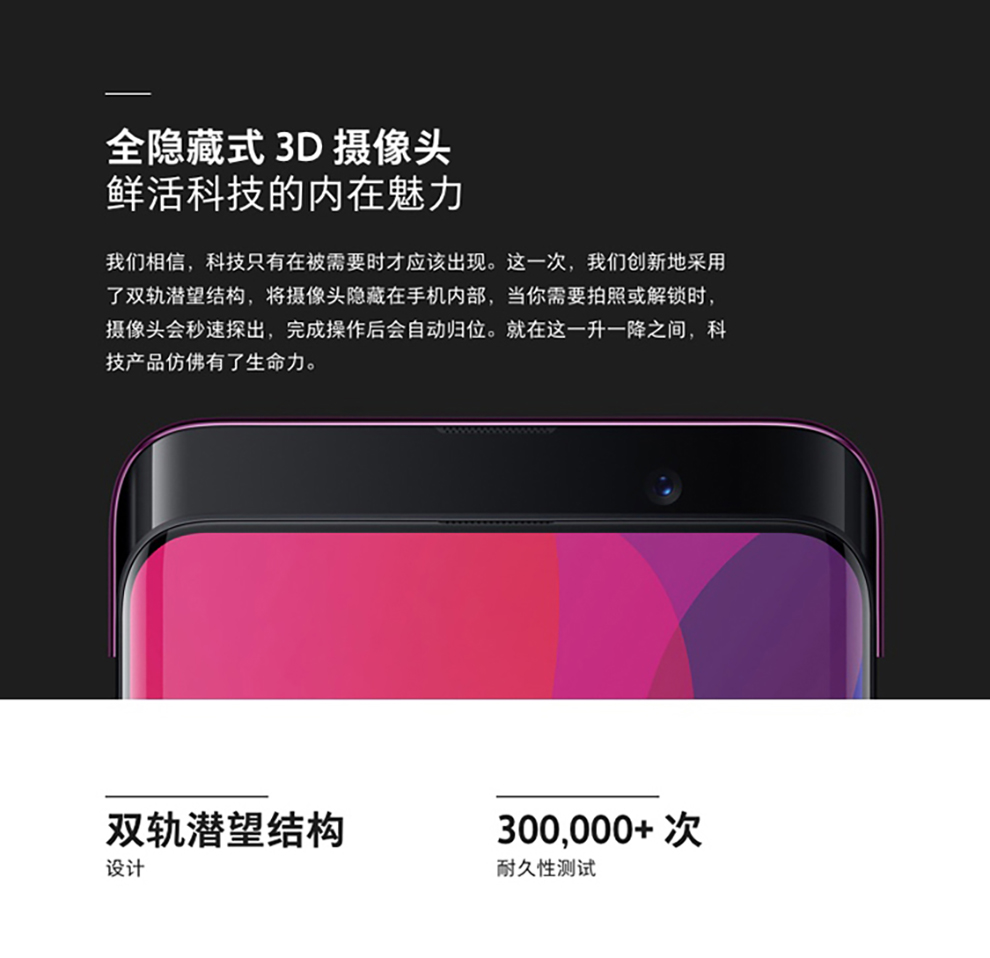 全隐藏式 3D 摄像头
鲜活科技的内在魅力
我们相信，科技只有在被需要时才应该出现。这一次，我们创新地采用
了双轨潜望结构，将摄像头隐藏在手机内部，当你需要拍照或解锁时，
摄像头会秒速探出，完成操作后会自动归位。就在这一升一降之间，科
技产品仿佛有了生命力。
双轨潜望结构
设计
300,000+ 次
耐久性测试